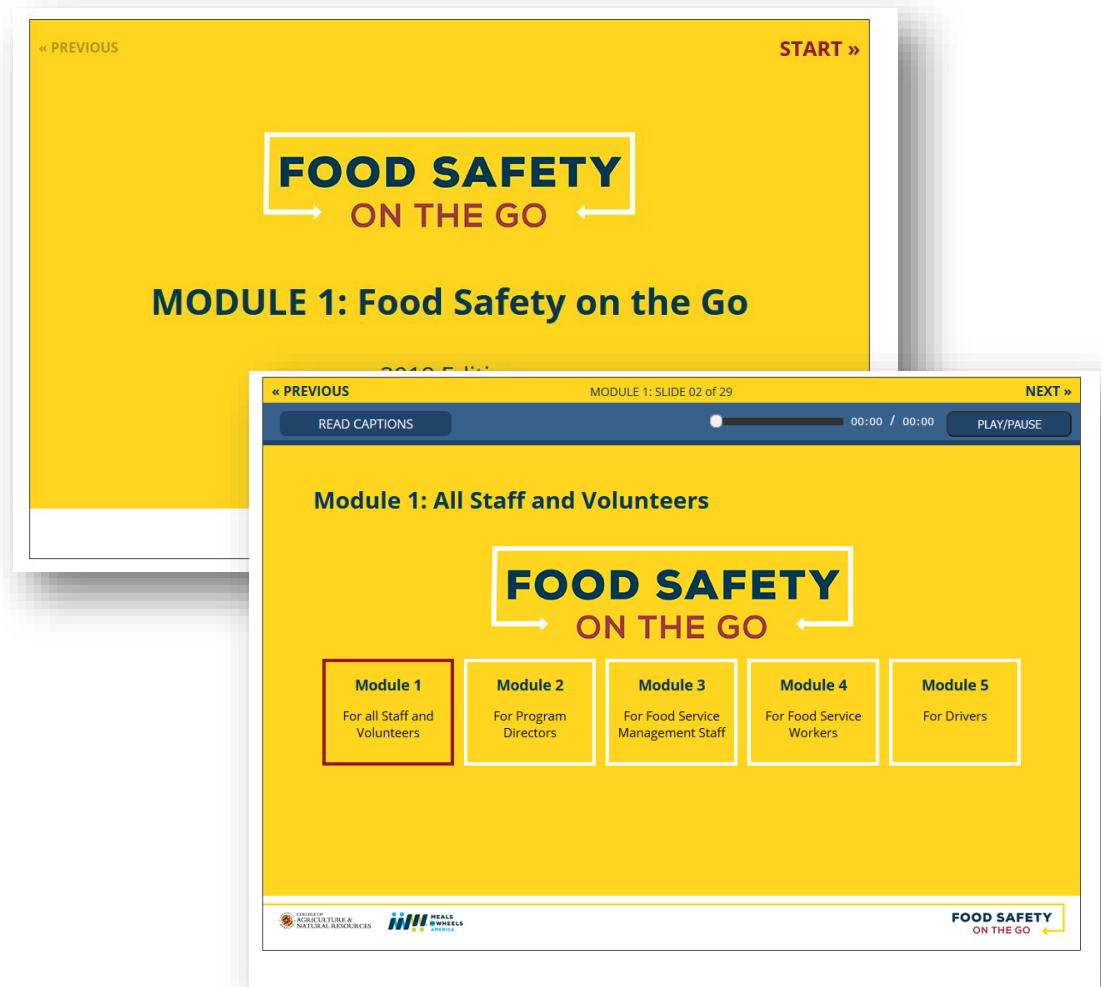 « PREVIOUS
START »
FOOD SAFETY
ON THE GO
MODULE 1: Food Safety on the Go
« PREVIOUS
MODULE 1: SLIDE 02 of 29
NEXT »
READ CAPTIONS
00:00 / 00:00
PLAY/PAUSE
Module 1: All Staff and Volunteers
FOOD SAFETY
ON THE GO
Module 1
For all Staff and
Volunteers
Module 2
For Program
Directors
Module 3
For Food Service
Management Staff
Module 4
For Food Service
Workers
Module 5
For Drivers
COLLEGE OF
AGRICULTURE &
NATURAL RESOURCES
MEALS
WHEELS
AMERICA
FOOD SAFETY
ON THE GO